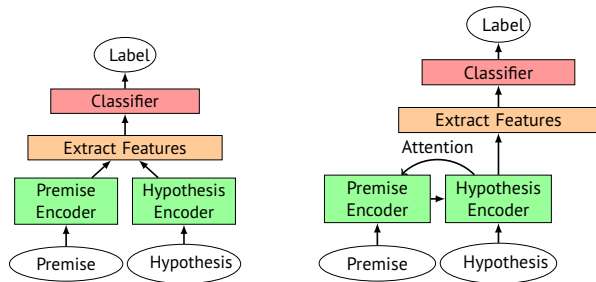 Label
Classifier
Extract Features
Premise
Encoder
Hypothesis
Encoder
Premise
Hypothesis
Label
Classifier
Extract Features
Attention
Premise
Encoder
Hypothesis
Encoder
Premise
Hypothesis